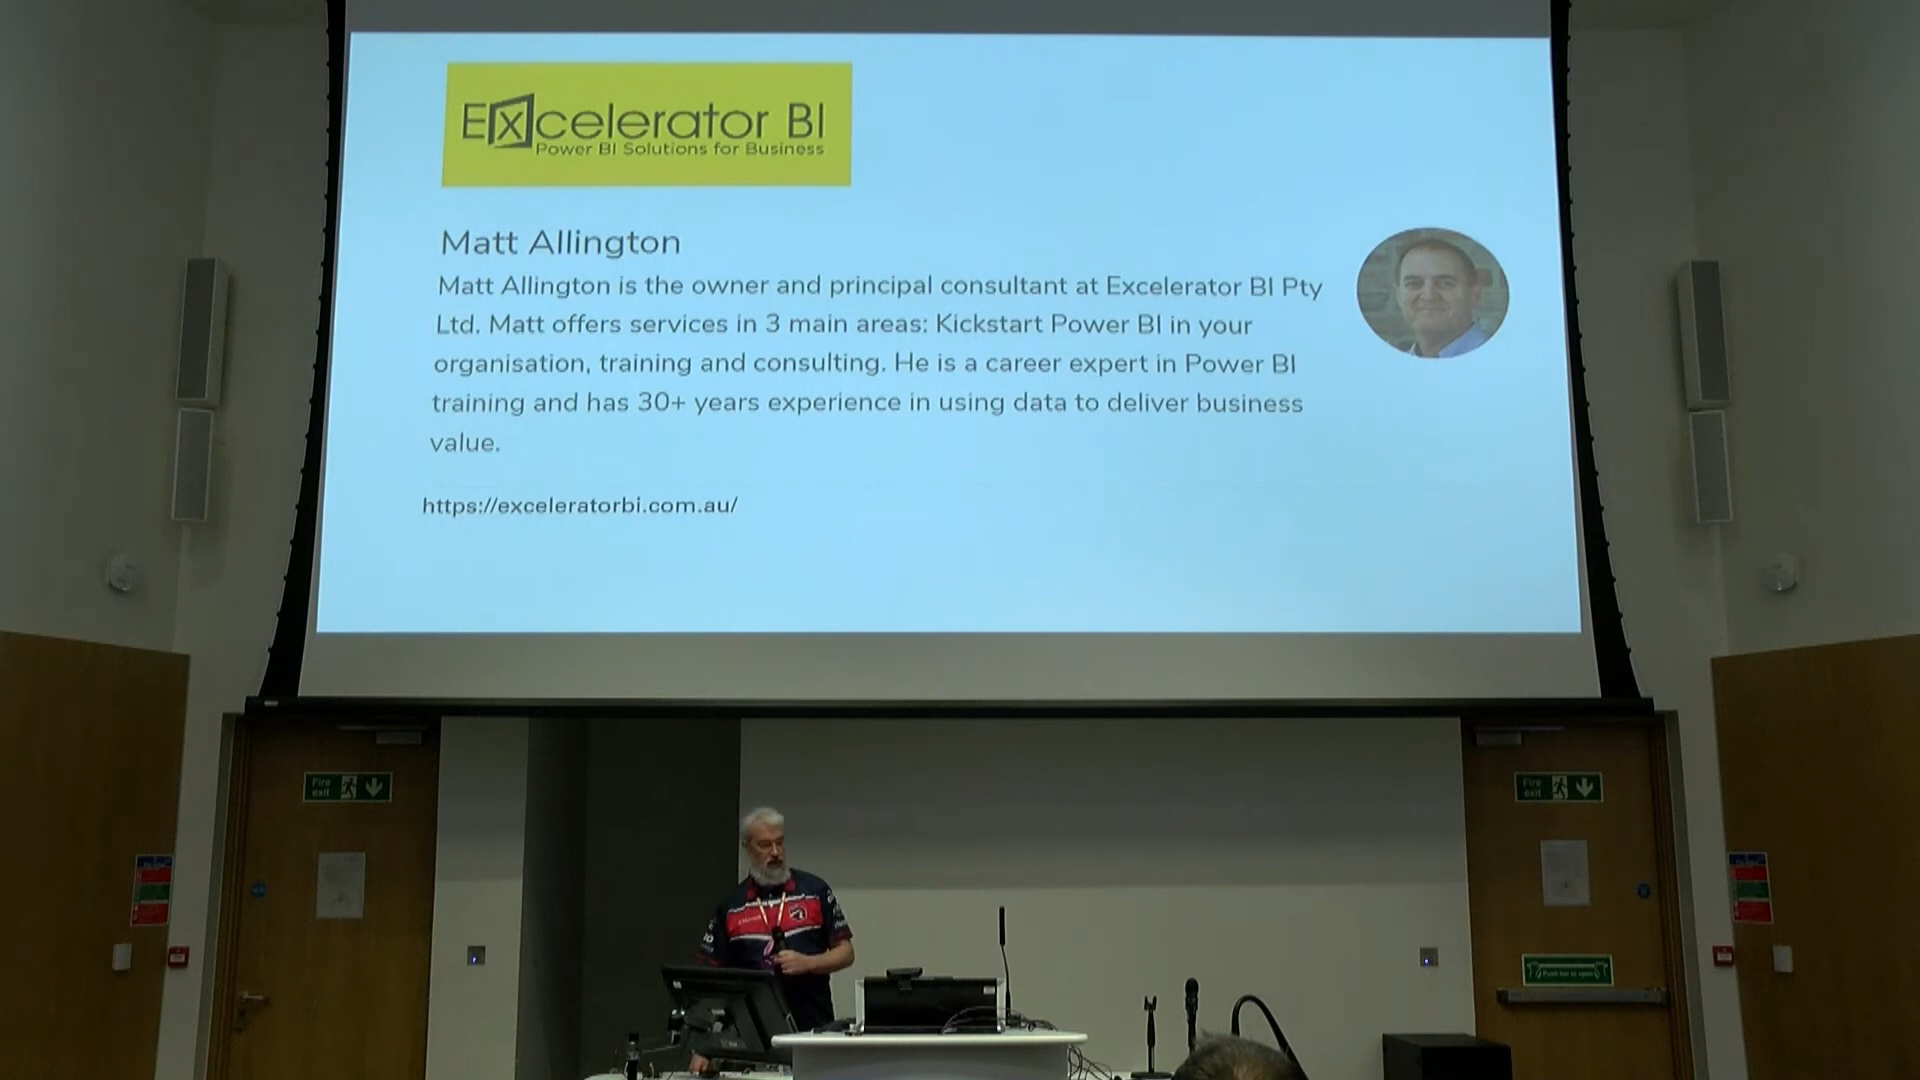 Excelerator BI
Power BI Solutions for Business
Matt Allington
Matt Allington is the owner and principal consultant at Excelerator BI Pty
Ltd. Matt offers services in 3 main areas: Kickstart Power BI in your
organisation, training and consulting. He is a career expert in Power BI
training and has 30+ years experience in using data to deliver business
value.
https://exceleratorbi.com.au/
Fire
exit
Fire
exit
Push bar to open